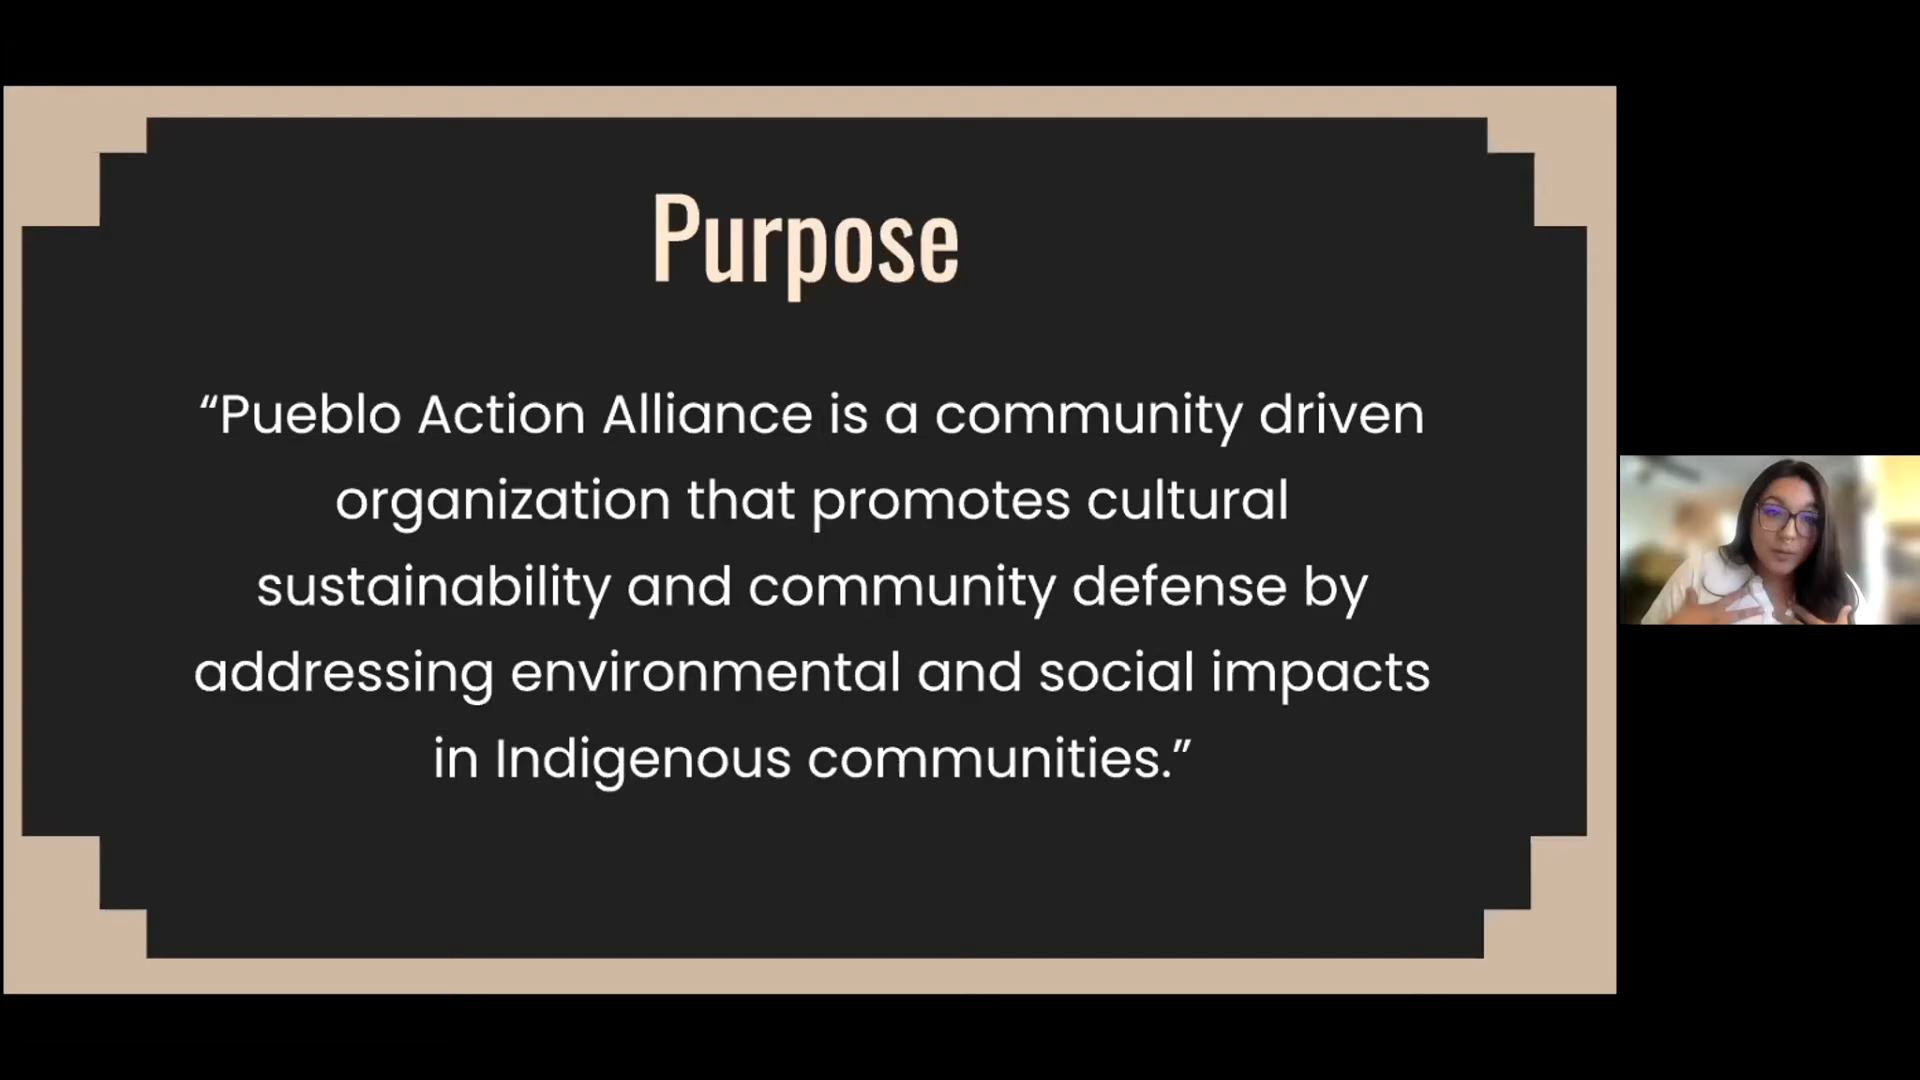 Purpose
“Pueblo Action Alliance is a community driven
organization that promotes cultural
sustainability and community defense by
addressing environmental and social impacts
in Indigenous communities.”